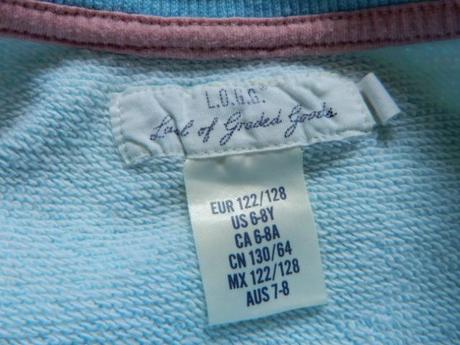 L.O.G.G.
Label of Graded Goods
EUR 122/128
US 6-8Y
CA 6-8A
CN 130/64
MX 122/128
AUS 7-8